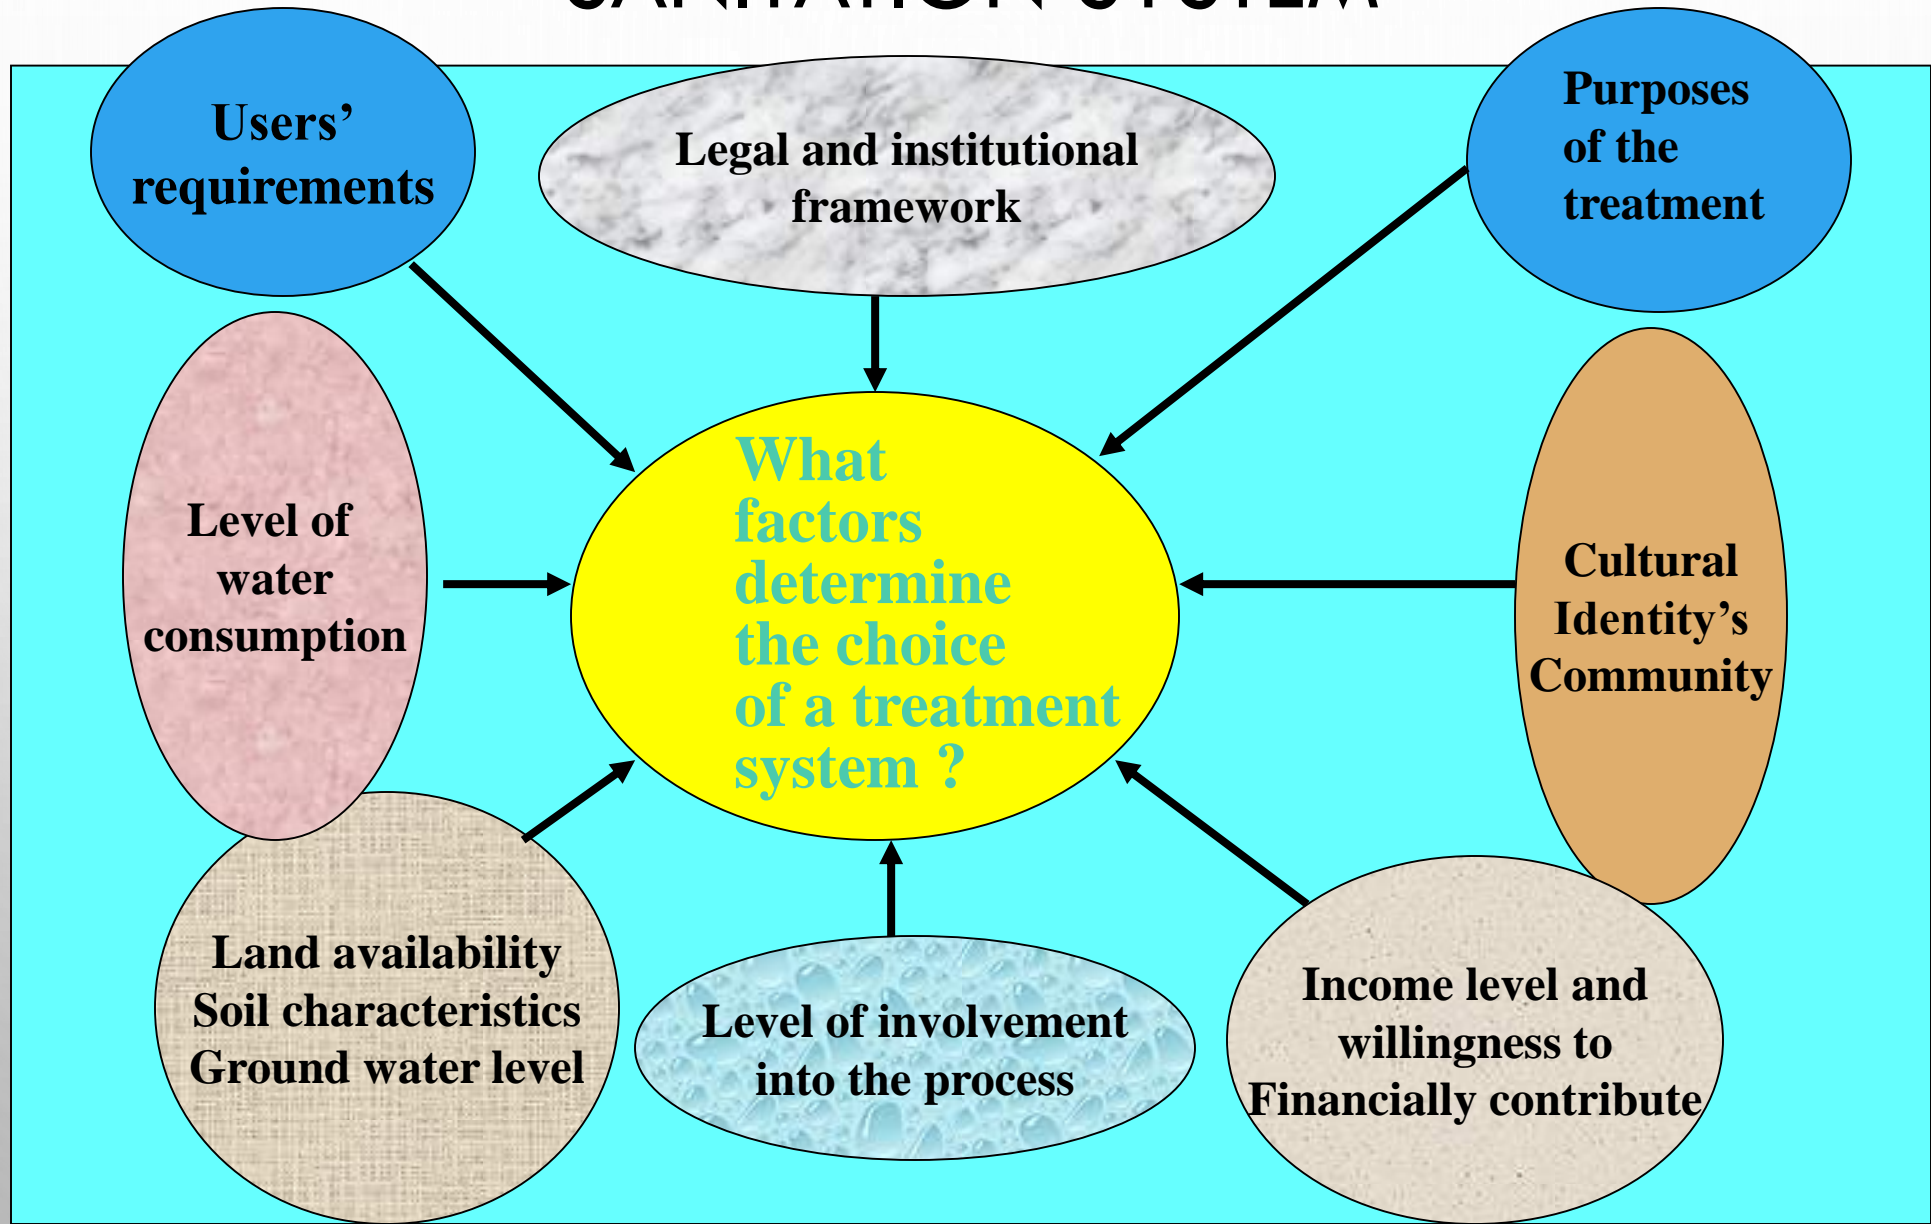 SANITATION SYSTEM
Users’
requirements
Legal and institutional
framework
Purposes
of the
treatment
Level of
water
consumption
What
factors
determine
the choice
of a treatment
system ?
Cultural
Identity’s
Community
Land availability
Soil characteristics
Ground water level
Level of involvement
into the process
Income level and
willingness to
Financially contribute